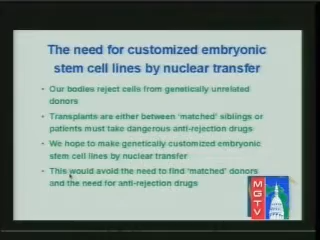 The need for customized embryonic
stem cell lines by nuclear transfer
• Our bodies reject cells from genetically unrelated
donors
• Transplants are either between 'matched' siblings or
patients must take dangerous anti-rejection drugs
• We hope to make genetically customized embryonic
stem cell lines by nuclear transfer
• This would avoid the need to find 'matched' donors
and the need for anti-rejection drugs
MGTV